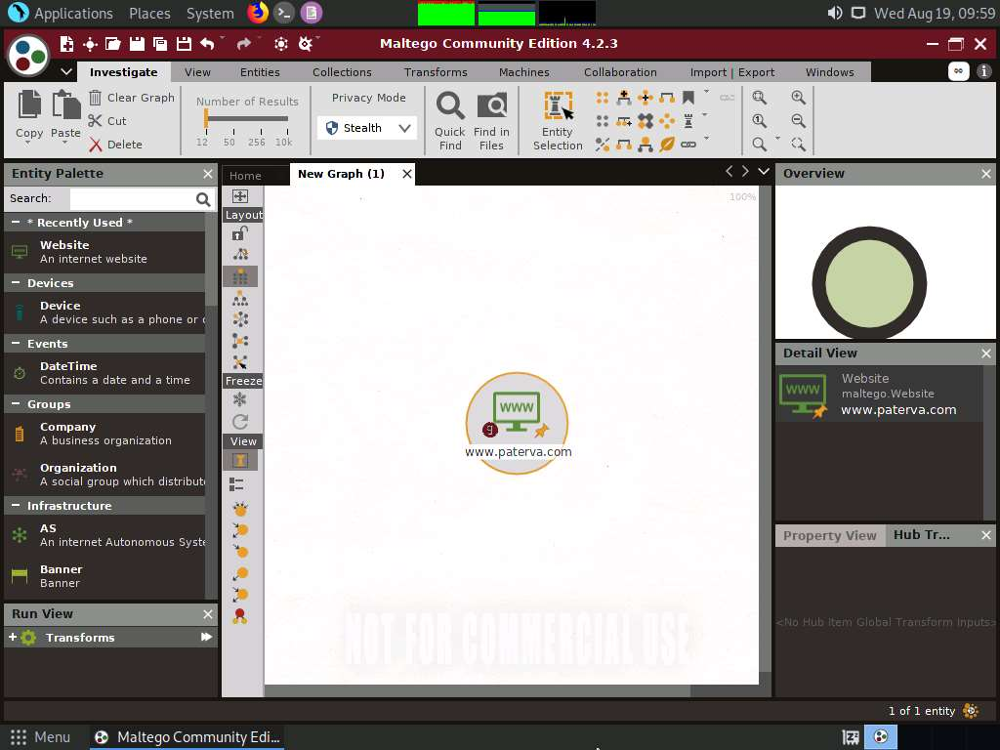 Applications Places System Wed Aug 19, 09:59
Maltego Community Edition 4.2.3
Investigate View Entities Collections Transforms Machines Collaboration Import | Export Windows
Copy
Paste
Clear Graph
Cut
Delete
Number of Results
12 50 256 10k
Privacy Mode
Stealth
Quick
Find
Find in
Files
Entity
Selection
Entity Palette
Search:
* Recently Used *
Website
An internet website
Devices
Device
A device such as a phone or c
Events
DateTime
Contains a date and a time
Groups
Company
A business organization
Organization
A social group which distribut
Infrastructure
AS
An internet Autonomous Syste
Banner
Banner
Run View
Transforms
Home
New Graph (1)
Layout
Freeze
View
100%
WWW
www.paterva.com
NOT FOR COMMERCIAL USE
Overview
Detail View
WWW
Website
maltego.Website
www.paterva.com
Property View
Hub Tr...
<No Hub Item Global Transform Inputs>
1 of 1 entity
Menu
Maltego Community Edi...